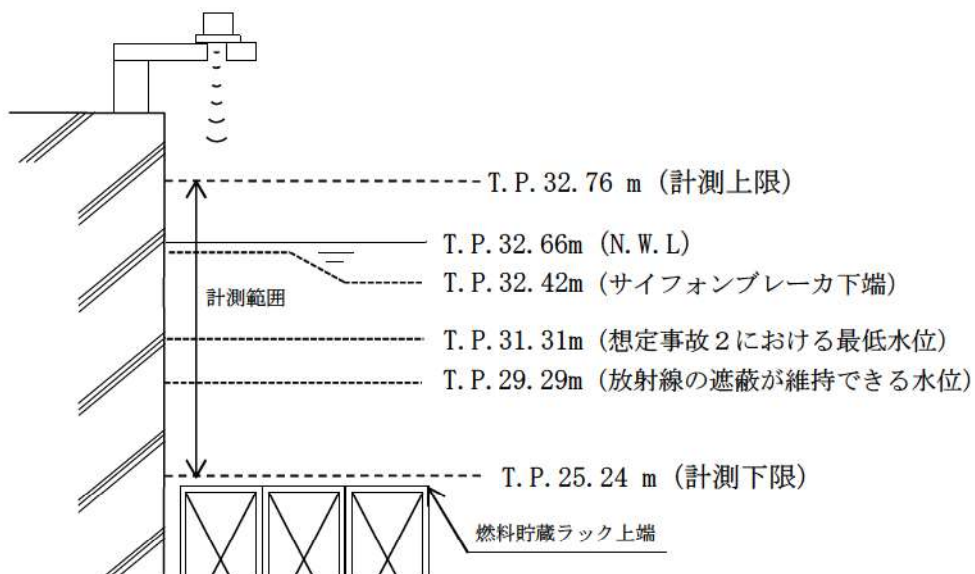 T.P.32.76 m (計測上限)
T.P.32.66m (N.W.L)
T.P.32.42m (サイフォンブレーカ下端)
計測範囲
T.P.31.31m (想定事故2における最低水位)
T.P.29.29m (放射線の遮蔽が維持できる水位)
T.P.25.24 m (計測下限)
燃料貯蔵ラック上端